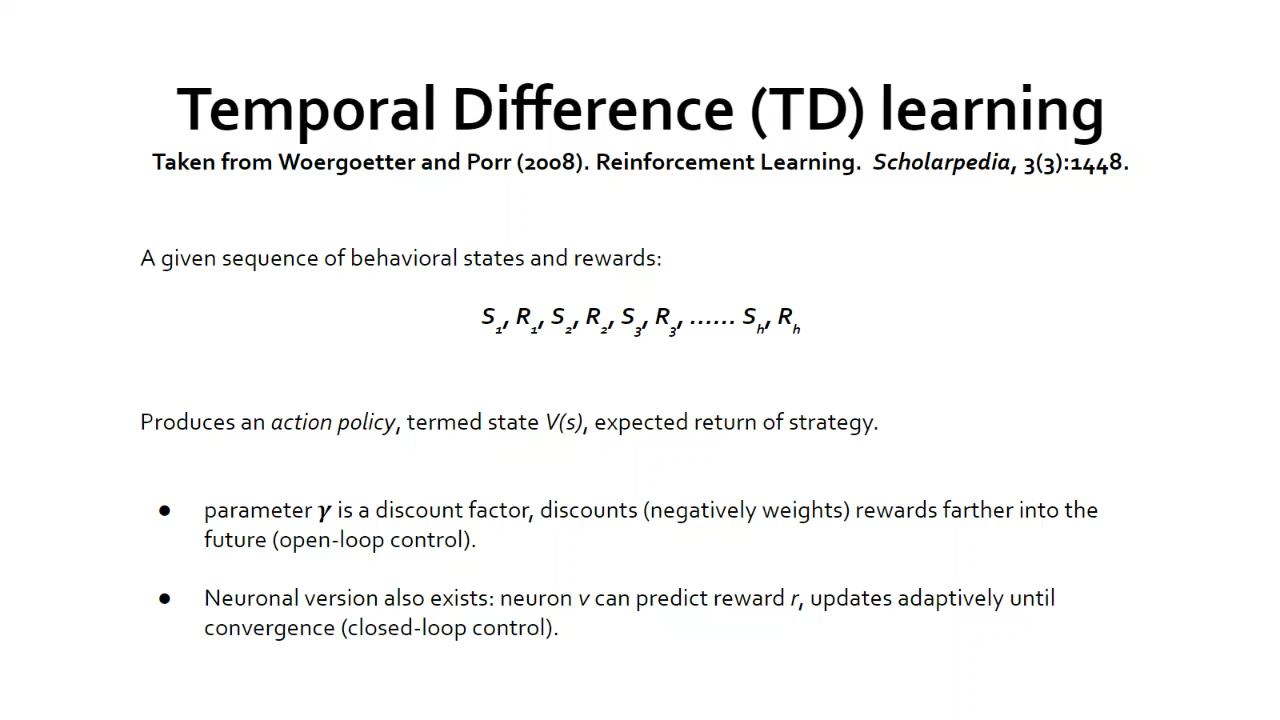 Temporal Difference (TD) learning
Taken from Woergoetter and Porr (2008). Reinforcement Learning. Scholarpedia, 3(3):1448.
A given sequence of behavioral states and rewards:
S₁, R₁, S₂, R₂, S₃, R₃, ...... Sₕ, Rₕ
Produces an action policy, termed state V(s), expected return of strategy.
● parameter γ is a discount factor, discounts (negatively weights) rewards farther into the
future (open-loop control).
● Neuronal version also exists: neuron v can predict reward r, updates adaptively until
convergence (closed-loop control).